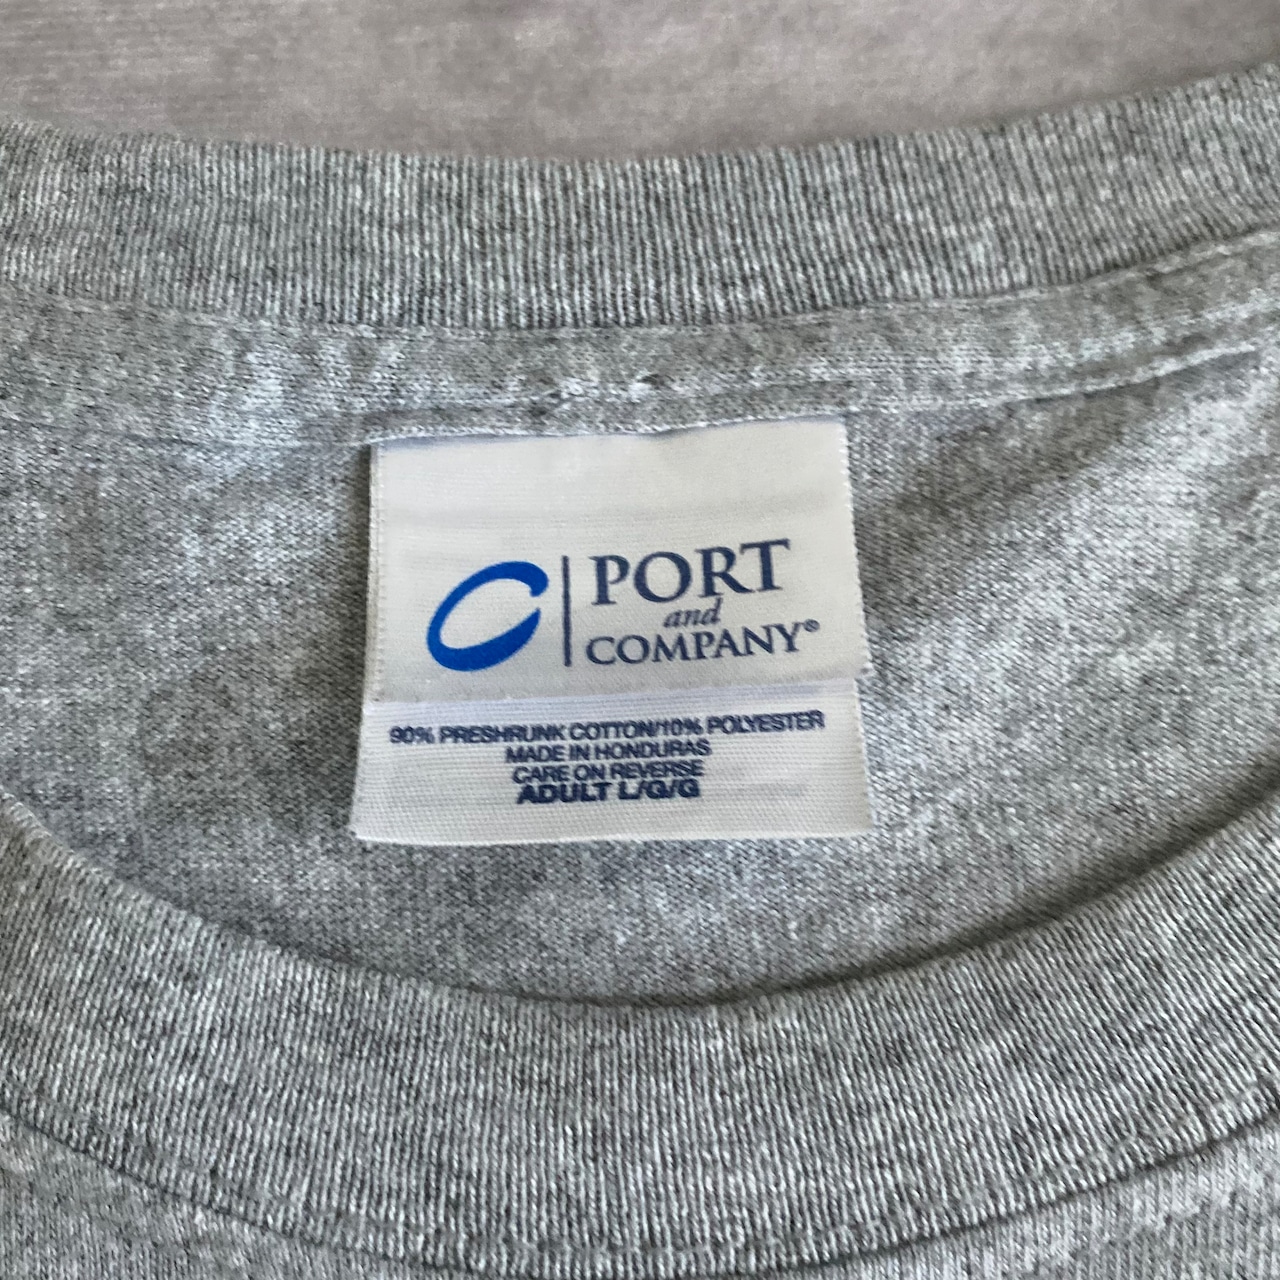 PORT
and
COMPANY®
90% PRESHRUNK COTTON/10% POLYESTER
MADE IN HONDURAS
CARE ON REVERSE
ADULT L/G/G